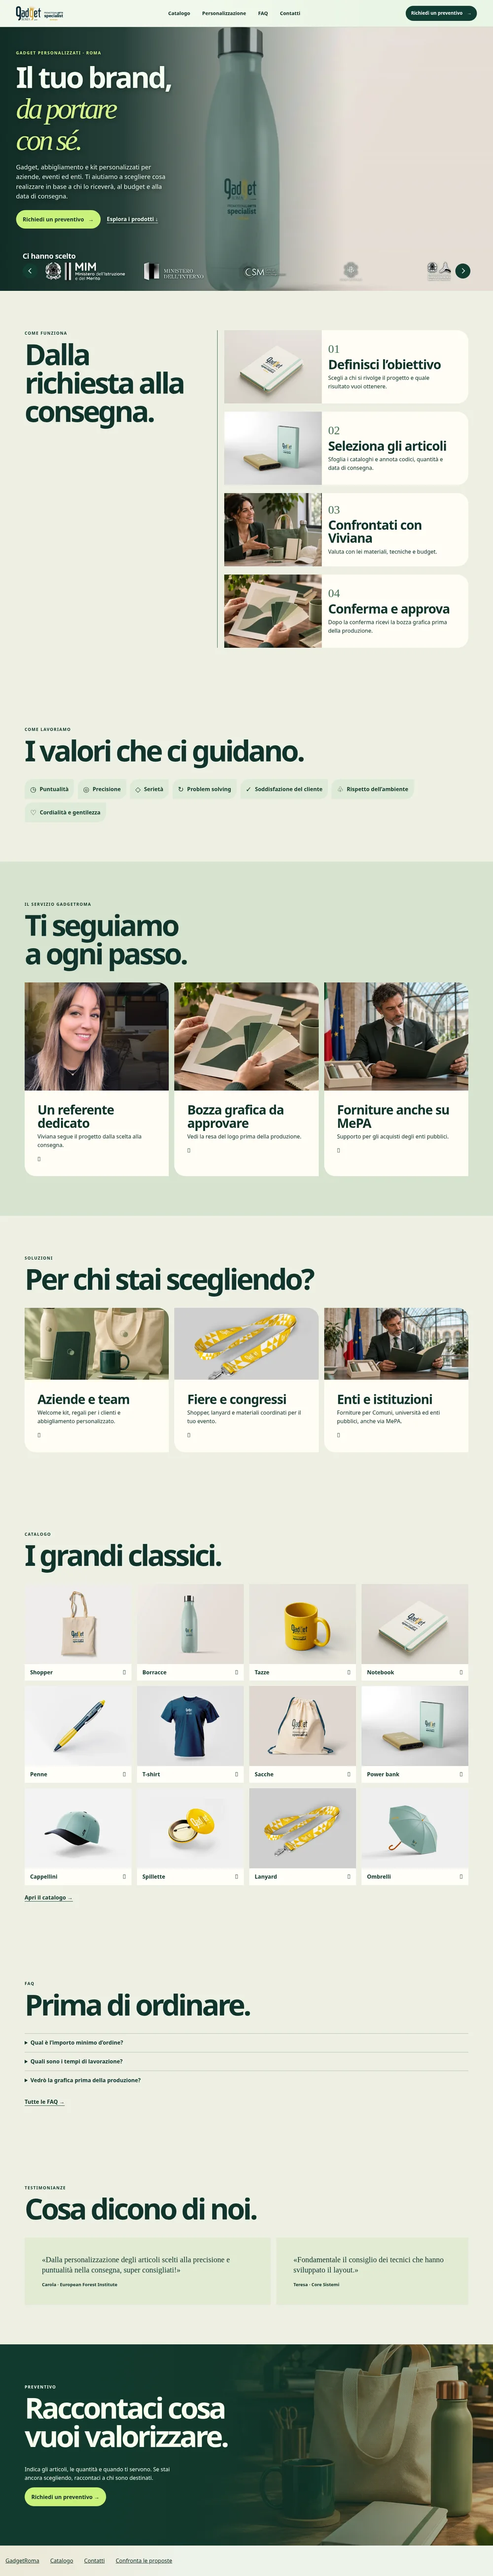 gadget
specialist
Catalogo
Personalizzazione
FAQ
Contatti
Richiedi un preventivo →
GADGET PERSONALIZZATI · ROMA
Il tuo brand,
da portare
con sé.
Gadget, abbigliamento e kit personalizzati per
aziende, eventi ed enti. Ti aiutiamo a scegliere cosa
realizzare in base a chi lo riceverà, al budget e alla
data di consegna.
Richiedi un preventivo →
Esplora i prodotti ↓
gadget
specialist
Ci hanno scelto
MIM
Ministero dell'Istruzione
e del Merito
MINISTERO
DELL'INTERNO
CSM
COME FUNZIONA
Dalla
richiesta alla
consegna.
01
Definisci l'obiettivo
Scegli a chi si rivolge il progetto e quale
risultato vuoi ottenere.
02
Seleziona gli articoli
Sfoglia i cataloghi e annota codici, quantità e
data di consegna.
03
Confrontati con
Viviana
Valuta con lei materiali, tecniche e budget.
04
Conferma e approva
Dopo la conferma ricevi la bozza grafica prima
della produzione.
COME LAVORIAMO
I valori che ci guidano.
Puntualità
Precisione
Serietà
Problem solving
Soddisfazione del cliente
Rispetto dell'ambiente
Cordialità e gentilezza
IL SERVIZIO GADGETROMA
Ti seguiamo
a ogni passo.
Un referente
dedicato
Viviana segue il progetto dalla scelta alla
consegna.
Bozza grafica da
approvare
Vedi la resa del logo prima della produzione.
Forniture anche su
MePA
Supporto per gli acquisti degli enti pubblici.
SOLUZIONI
Per chi stai scegliendo?
Aziende e team
Welcome kit, regali per i clienti e
abbigliamento personalizzato.
Fiere e congressi
Shopper, lanyard e materiali coordinati per il
tuo evento.
Enti e istituzioni
Forniture per Comuni, università ed enti
pubblici, anche via MePA.
CATALOGO
I grandi classici.
Shopper
Borracce
Tazze
Notebook
Penne
T-shirt
Sacche
Power bank
Cappellini
Spillette
Lanyard
Ombrelli
Apri il catalogo →
FAQ
Prima di ordinare.
Qual è l'importo minimo d'ordine?
Quali sono i tempi di lavorazione?
Vedrò la grafica prima della produzione?
Tutte le FAQ →
TESTIMONIANZE
Cosa dicono di noi.
«Dalla personalizzazione degli articoli scelti alla precisione e
puntualità nella consegna, super consigliati!»
Carola · European Forest Institute
«Fondamentale il consiglio dei tecnici che hanno
sviluppato il layout.»
Teresa · Core Sistemi
PREVENTIVO
Raccontaci cosa
vuoi valorizzare.
Indica gli articoli, le quantità e quando ti servono. Se stai
ancora scegliendo, raccontaci a chi sono destinati.
Richiedi un preventivo →
GadgetRoma
Catalogo
Contatti
Confronta le proposte